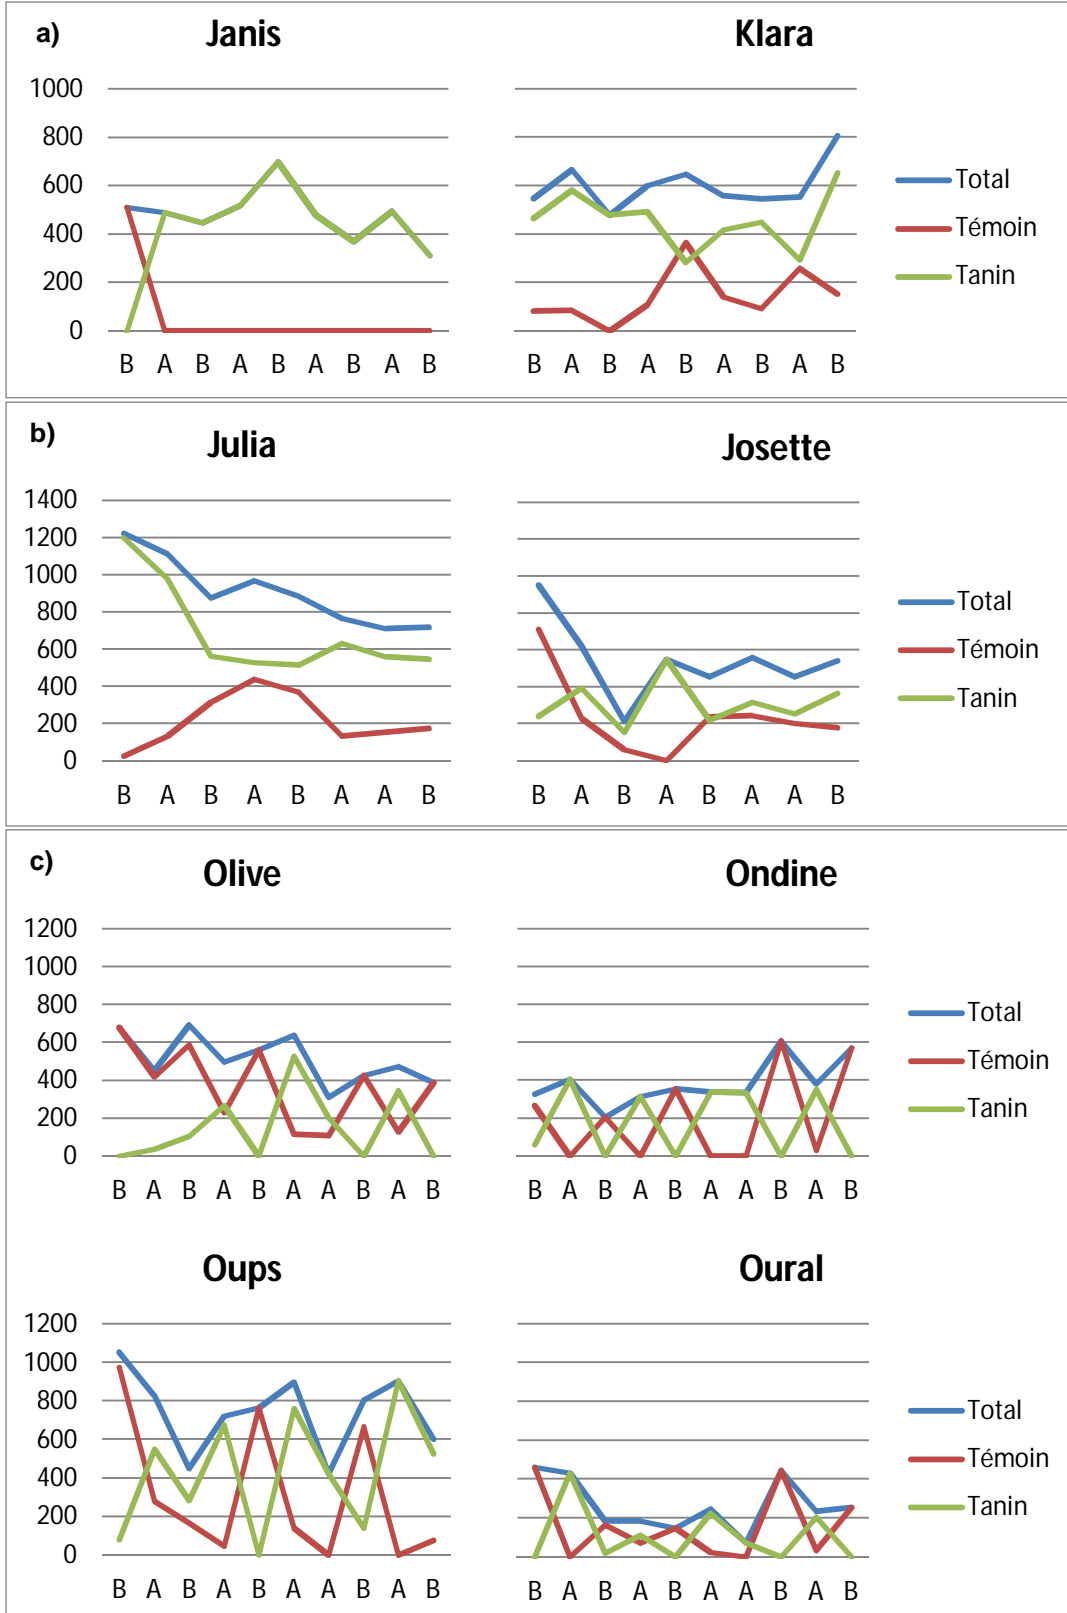 a)
Janis
Klara
1000
800
600
400
200
0
B A B A B A B A B
B A B A B A B A B
Total
Témoin
Tanin
b)
Julia
Josette
1400
1200
1000
800
600
400
200
0
B A B A B A A B
B A B A B A A B
Total
Témoin
Tanin
c)
Olive
Ondine
1200
1000
800
600
400
200
0
B A B A B A A B A B
B A B A B A A B A B
Total
Témoin
Tanin
Oups
Oural
1200
1000
800
600
400
200
0
B A B A B A A B A B
B A B A B A A B A B
Total
Témoin
Tanin